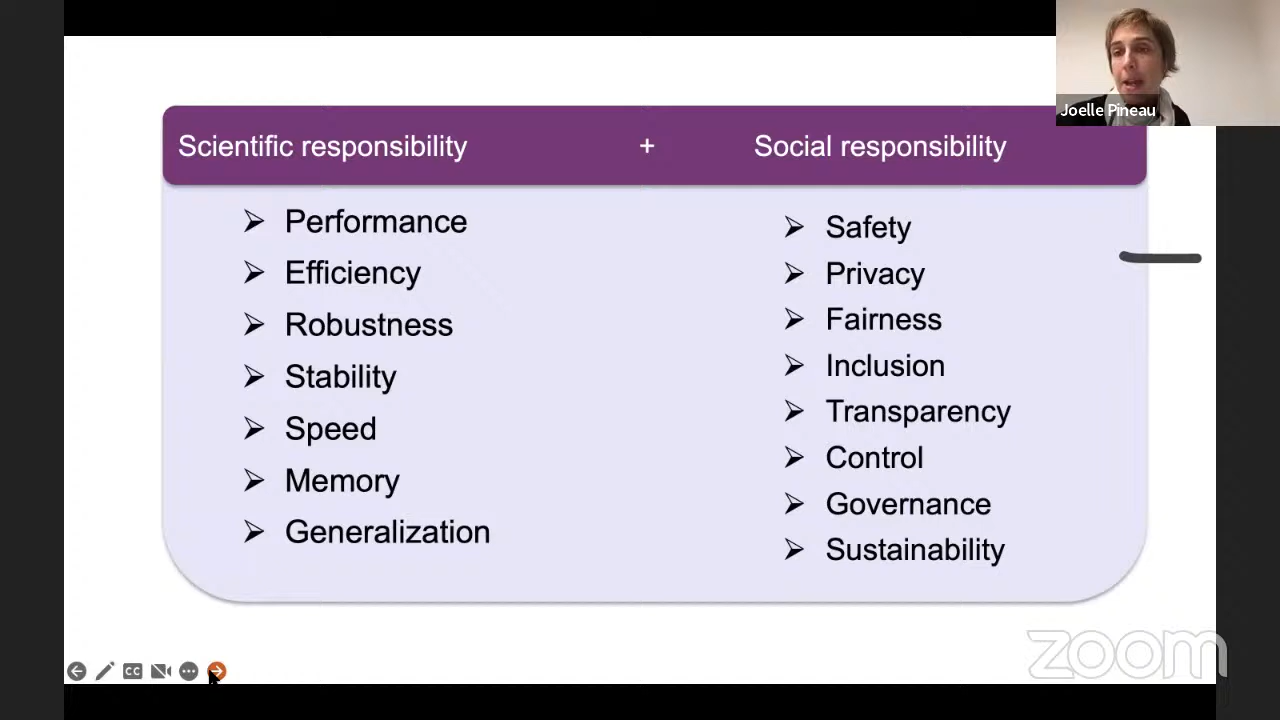 Joelle Pineau
Scientific responsibility + Social responsibility
Performance
Efficiency
Robustness
Stability
Speed
Memory
Generalization
Safety
Privacy
Fairness
Inclusion
Transparency
Control
Governance
Sustainability
CC
zoom